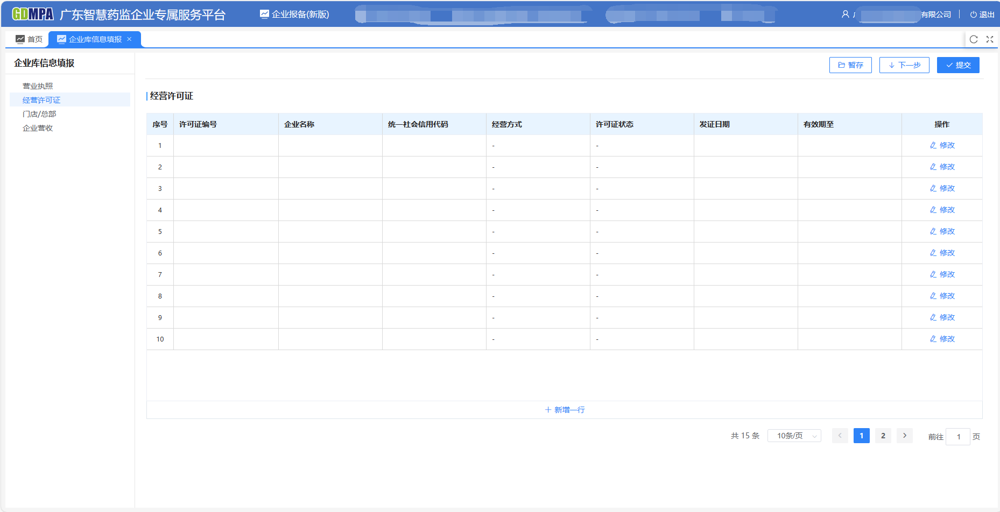 GDMPA 广东智慧药监企业专属服务平台 企业报备(新版) 有限公司 退出
首页 企业库信息填报 ×
企业库信息填报
暂存 下一步 提交
营业执照
经营许可证
门店/总部
企业营收
经营许可证
序号 许可证编号 企业名称 统一社会信用代码 经营方式 许可证状态 发证日期 有效期至 操作
1 - - 修改
2 - - 修改
3 - - 修改
4 - - 修改
5 - - 修改
6 - - 修改
7 - - 修改
8 - - 修改
9 - - 修改
10 - - 修改
新增一行
共 15 条 10条/页 1 2 前往 1 页